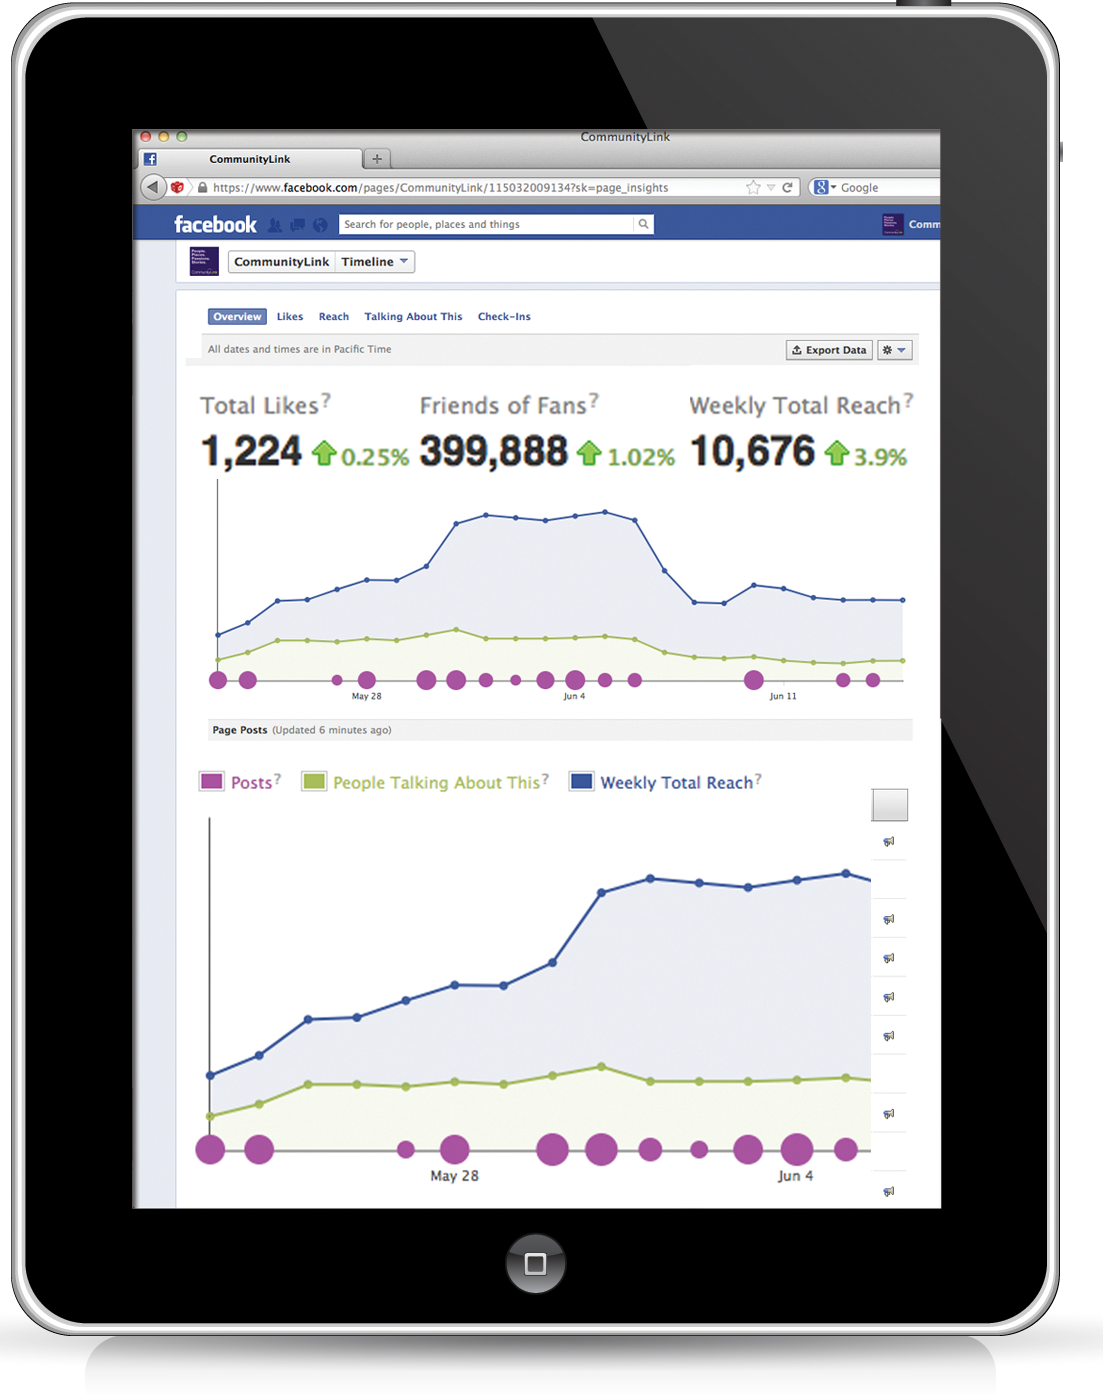 CommunityLink
CommunityLink
https://www.facebook.com/pages/CommunityLink/115032009134?sk=page_insights
Google
facebook
Search for people, places and things
Comm
CommunityLink Timeline
Overview Likes Reach Talking About This Check-Ins
All dates and times are in Pacific Time
Export Data
Total Likes? Friends of Fans? Weekly Total Reach?
1,224 0.25% 399,888 1.02% 10,676 3.9%
May 28 Jun 4 Jun 11
Page Posts (Updated 6 minutes ago)
Posts? People Talking About This? Weekly Total Reach?
May 28 Jun 4